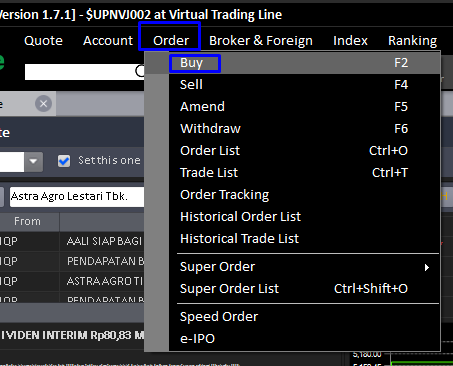 Version 1.7.1] - $UPNVJ002 at Virtual Trading Line
Quote Account Order Broker & Foreign Index Ranking
e
Buy F2
Sell F4
Amend F5
Withdraw F6
Order List Ctrl+O
Trade List Ctrl+T
Order Tracking
Historical Order List
Historical Trade List
Super Order
Super Order List Ctrl+Shift+O
Speed Order
e-IPO
te
Set this one
Astra Agro Lestari Tbk.
From
IQP AALI SIAP BAGI
IQP PENDAPATAN B
IQP ASTRA AGRO TI
IQP PENDAPATAN B
IVIDEN INTERIM Rp80,83 M
5,180.00